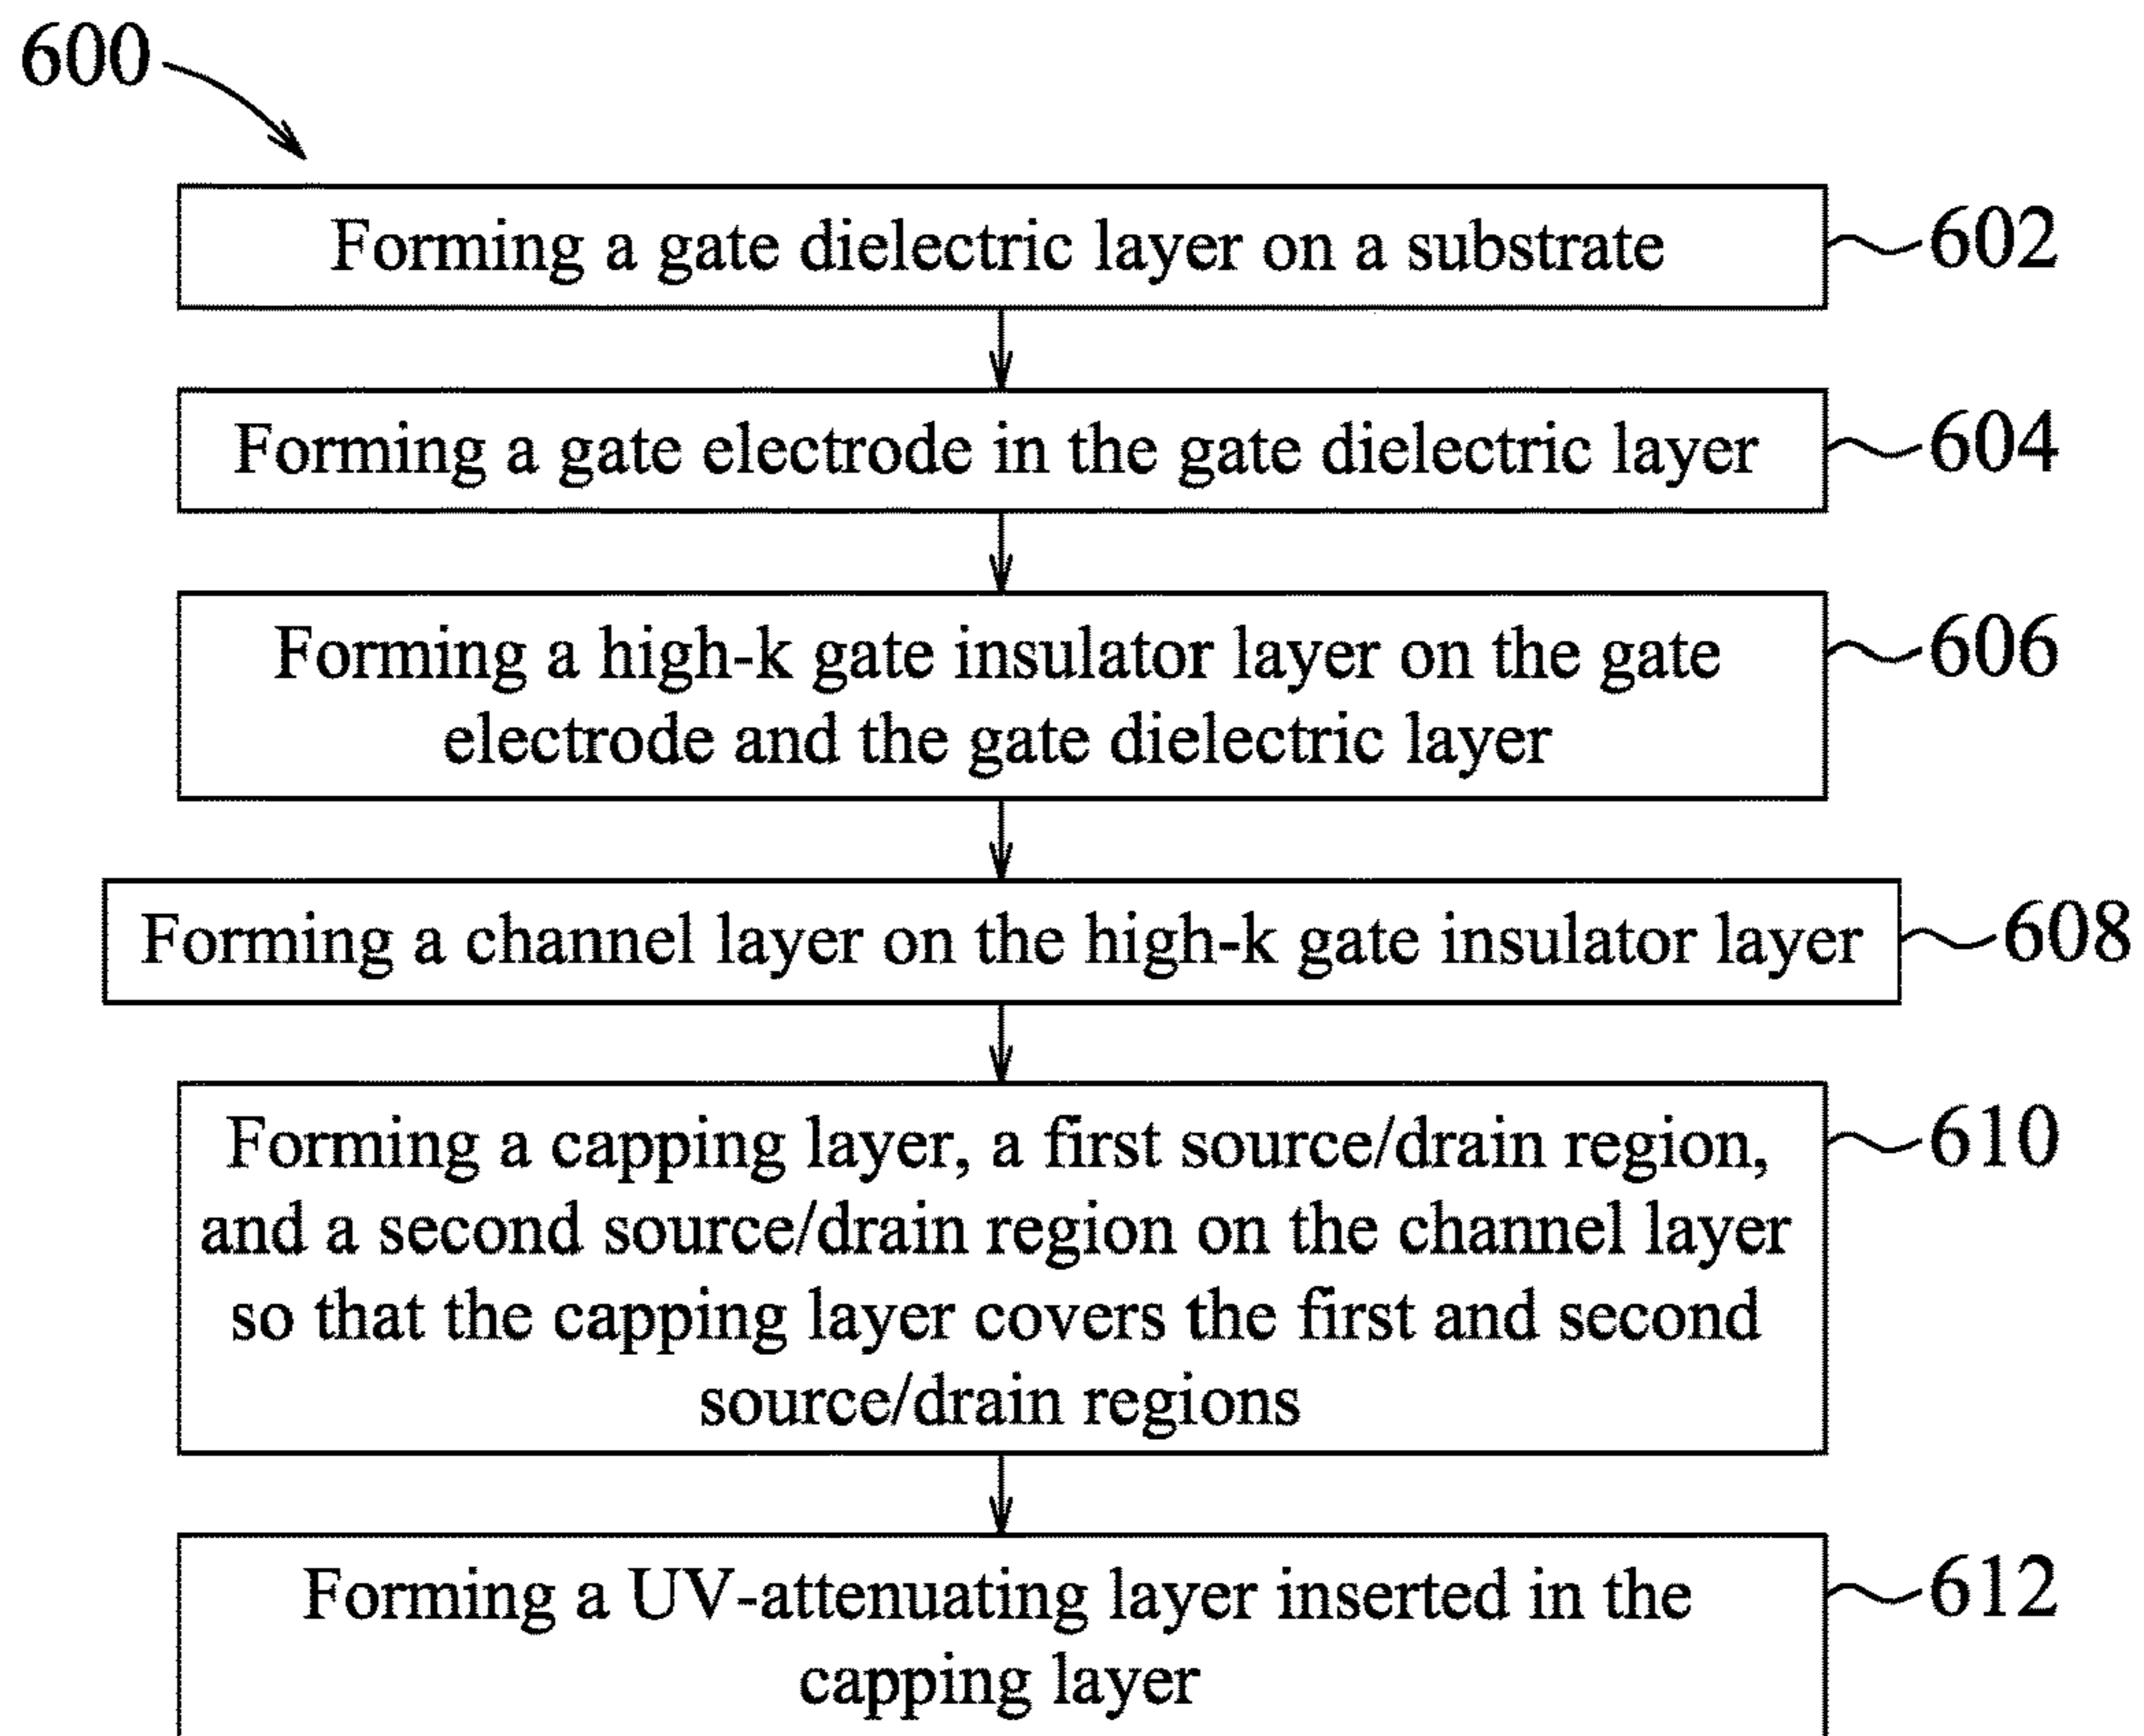 600
Forming a gate dielectric layer on a substrate
602
Forming a gate electrode in the gate dielectric layer
604
Forming a high-k gate insulator layer on the gate
electrode and the gate dielectric layer
606
Forming a channel layer on the high-k gate insulator layer
608
Forming a capping layer, a first source/drain region,
and a second source/drain region on the channel layer
so that the capping layer covers the first and second
source/drain regions
610
Forming a UV-attenuating layer inserted in the
capping layer
612